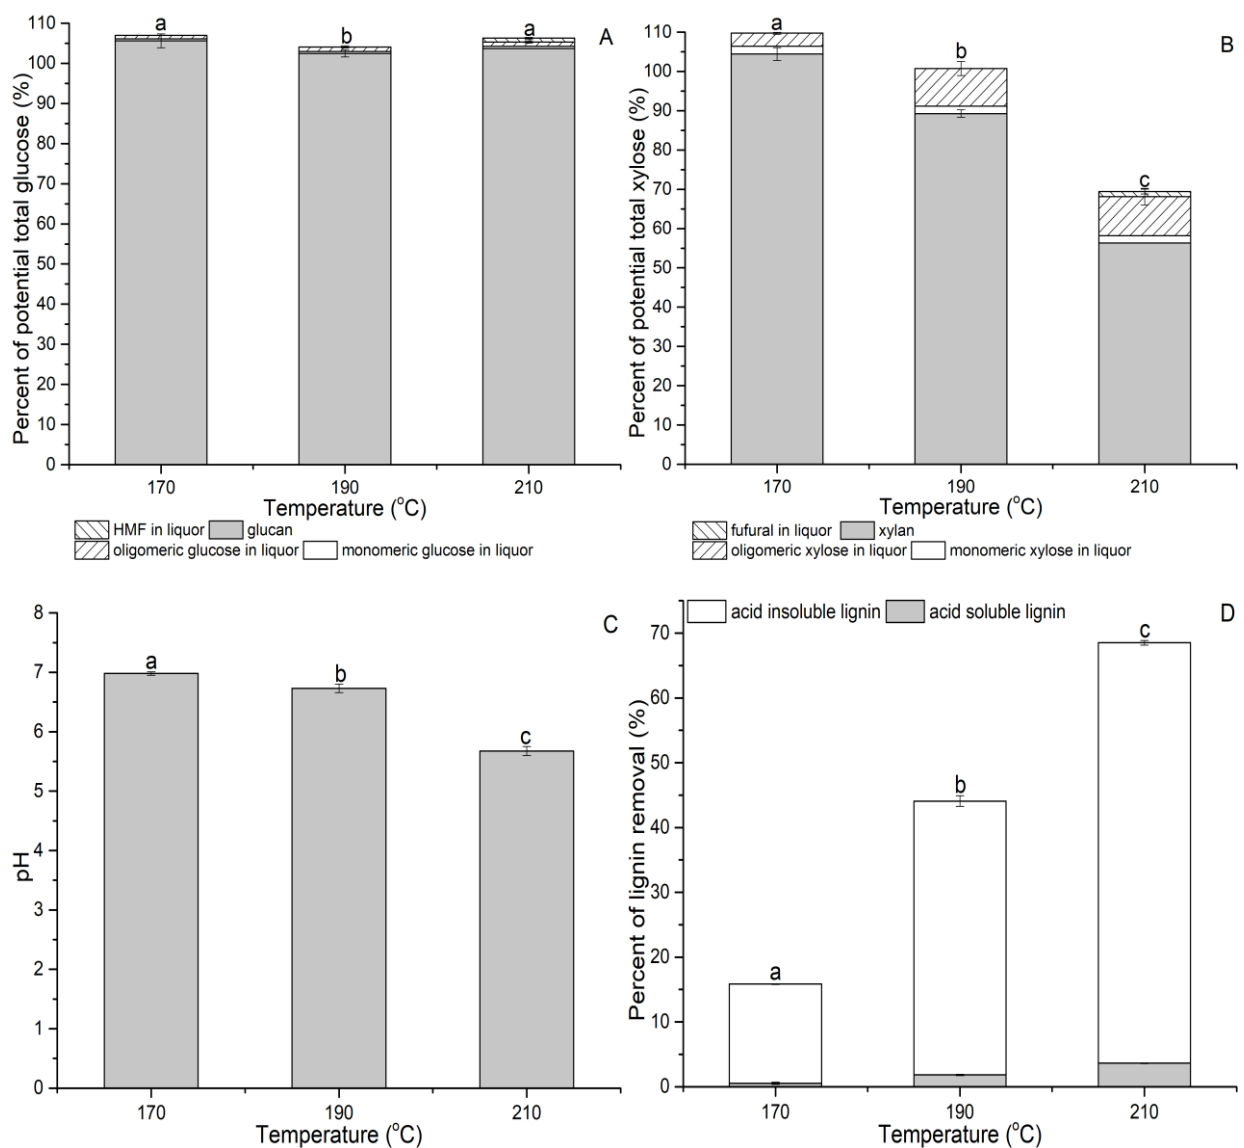 A
Percent of potential total glucose (%)
110
100
90
80
70
60
50
40
30
20
10
0
a
b
a
170
190
210
Temperature (°C)
HMF in liquor
glucan
oligomeric glucose in liquor
monomeric glucose in liquor
B
Percent of potential total xylose (%)
110
100
90
80
70
60
50
40
30
20
10
0
a
b
c
170
190
210
Temperature (°C)
fufural in liquor
xylan
oligomeric xylose in liquor
monomeric xylose in liquor
C
pH
8
7
6
5
4
3
2
1
0
a
b
c
170
190
210
Temperature (°C)
acid insoluble lignin
acid soluble lignin
D
Percent of lignin removal (%)
70
60
50
40
30
20
10
0
a
b
c
170
190
210
Temperature (°C)